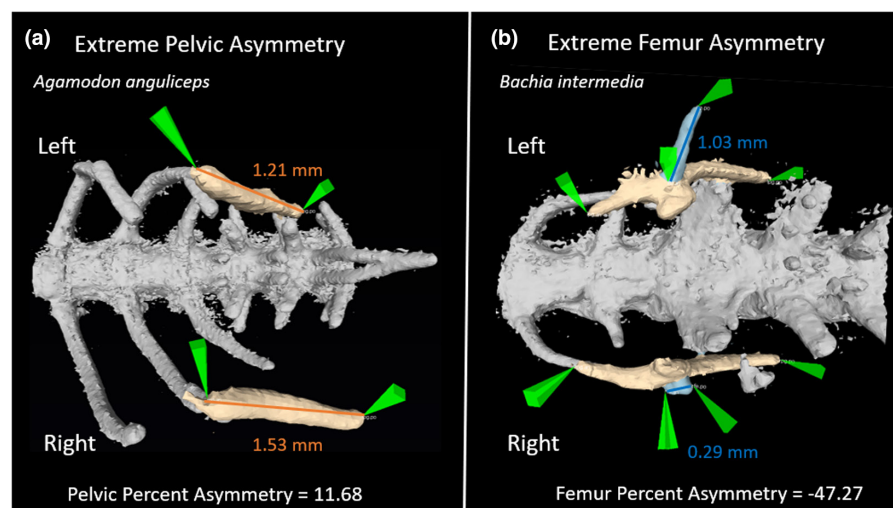 (a) Extreme Pelvic Asymmetry
Agamodon anguliceps
Left
1.21 mm
Right
1.53 mm
Pelvic Percent Asymmetry = 11.68
(b) Extreme Femur Asymmetry
Bachia intermedia
Left
1.03 mm
Right
0.29 mm
Femur Percent Asymmetry = -47.27